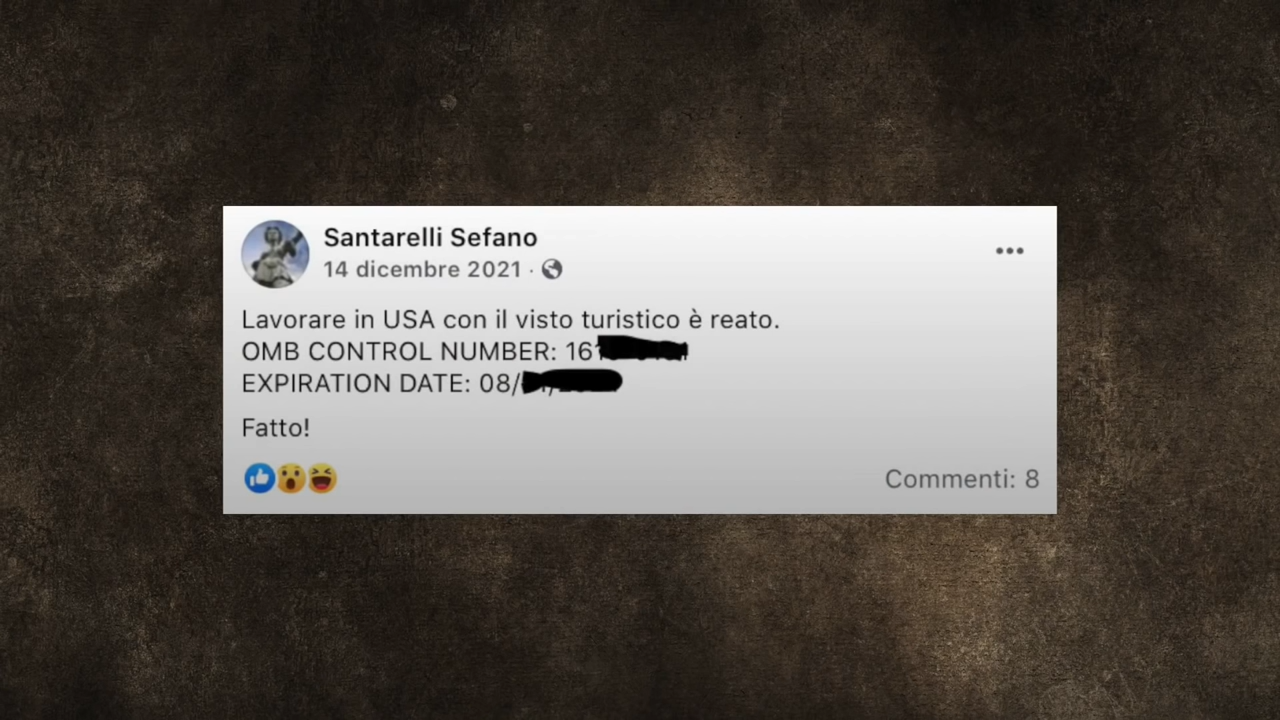 Santarelli Sefano
14 dicembre 2021
Lavorare in USA con il visto turistico è reato.
OMB CONTROL NUMBER: 16
EXPIRATION DATE: 08/
Fatto!
Commenti: 8